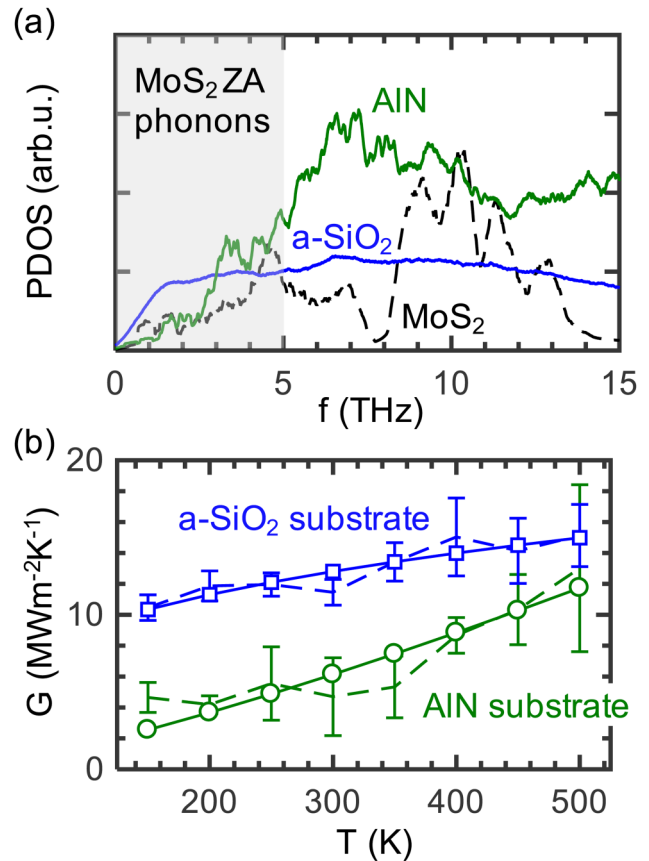 (a)
MoS₂ ZA
phonons
AlN
a-SiO₂
MoS₂
PDOS (arb.u.)
0 5 10 15
f (THz)
(b)
20
a-SiO₂ substrate
10
AlN substrate
0
G (MWm⁻²K⁻¹)
200 300 400 500
T (K)